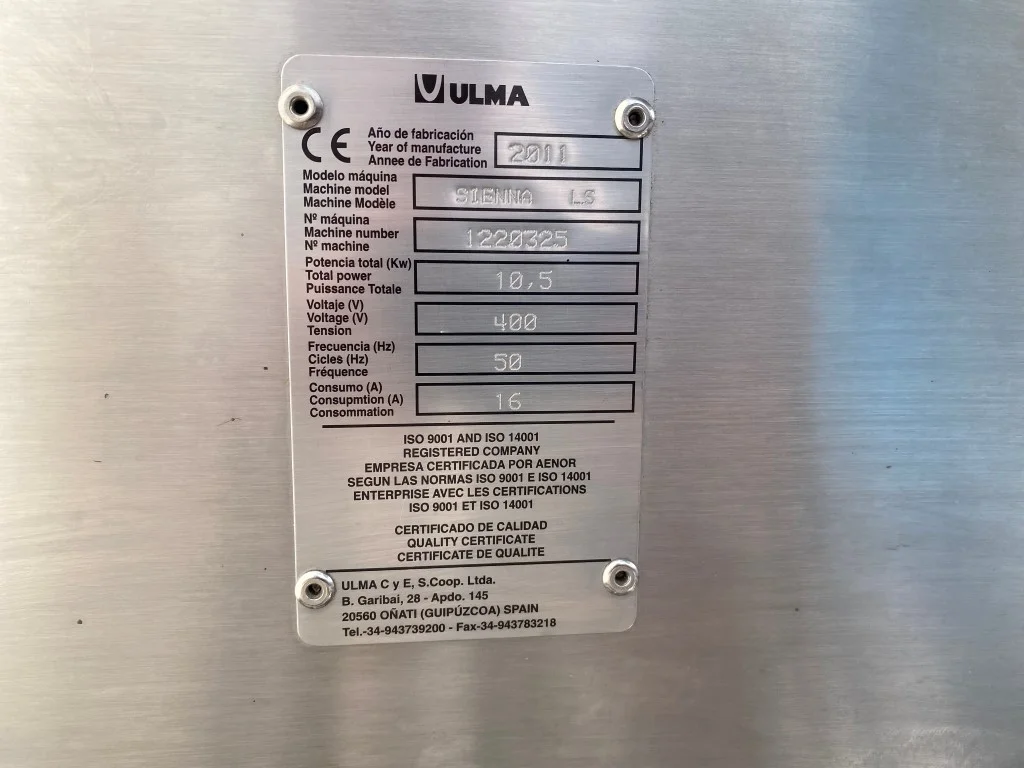 ULMA
CE
Año de fabricación
Year of manufacture
Annee de Fabrication
2011
Modelo máquina
Machine model
Machine Modèle
SIENNA LS
Nº máquina
Machine number
Nº machine
1220325
Potencia total (Kw)
Total power
Puissance Totale
10,5
Voltaje (V)
Voltage (V)
Tension
400
Frecuencia (Hz)
Cicles (Hz)
Fréquence
50
Consumo (A)
Consupmtion (A)
Consommation
16
ISO 9001 AND ISO 14001
REGISTERED COMPANY
EMPRESA CERTIFICADA POR AENOR
SEGUN LAS NORMAS ISO 9001 E ISO 14001
ENTERPRISE AVEC LES CERTIFICATIONS
ISO 9001 ET ISO 14001
CERTIFICADO DE CALIDAD
QUALITY CERTIFICATE
CERTIFICATE DE QUALITE
ULMA C y E, S.Coop. Ltda.
B. Garibai, 28 - Apdo. 145
20560 OÑATI (GUIPÚZCOA) SPAIN
Tel.-34-943739200 - Fax-34-943783218